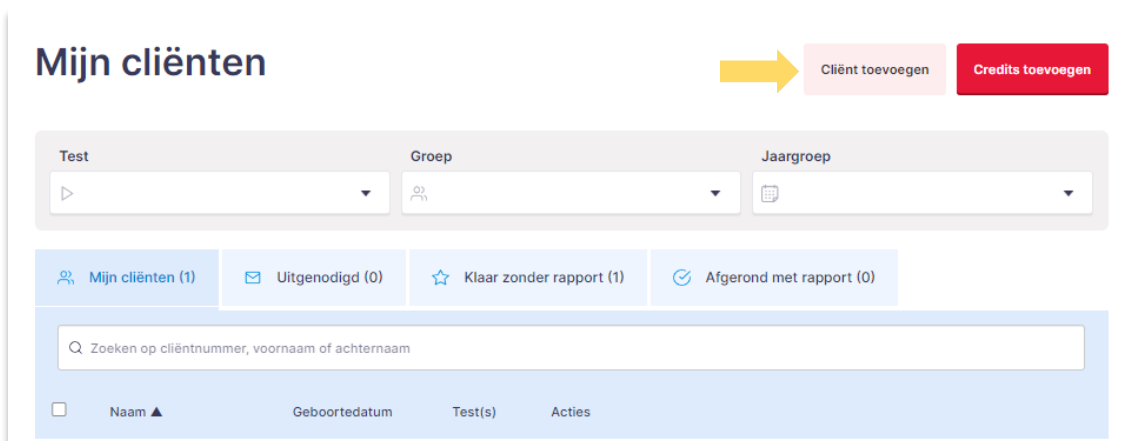 Mijn cliënten
Cliënt toevoegen
Credits toevoegen
Test
Groep
Jaargroep
Mijn cliënten (1)
Uitgenodigd (0)
Klaar zonder rapport (1)
Afgerond met rapport (0)
Zoeken op cliëntnummer, voornaam of achternaam
Naam ▲
Geboortedatum
Test(s)
Acties